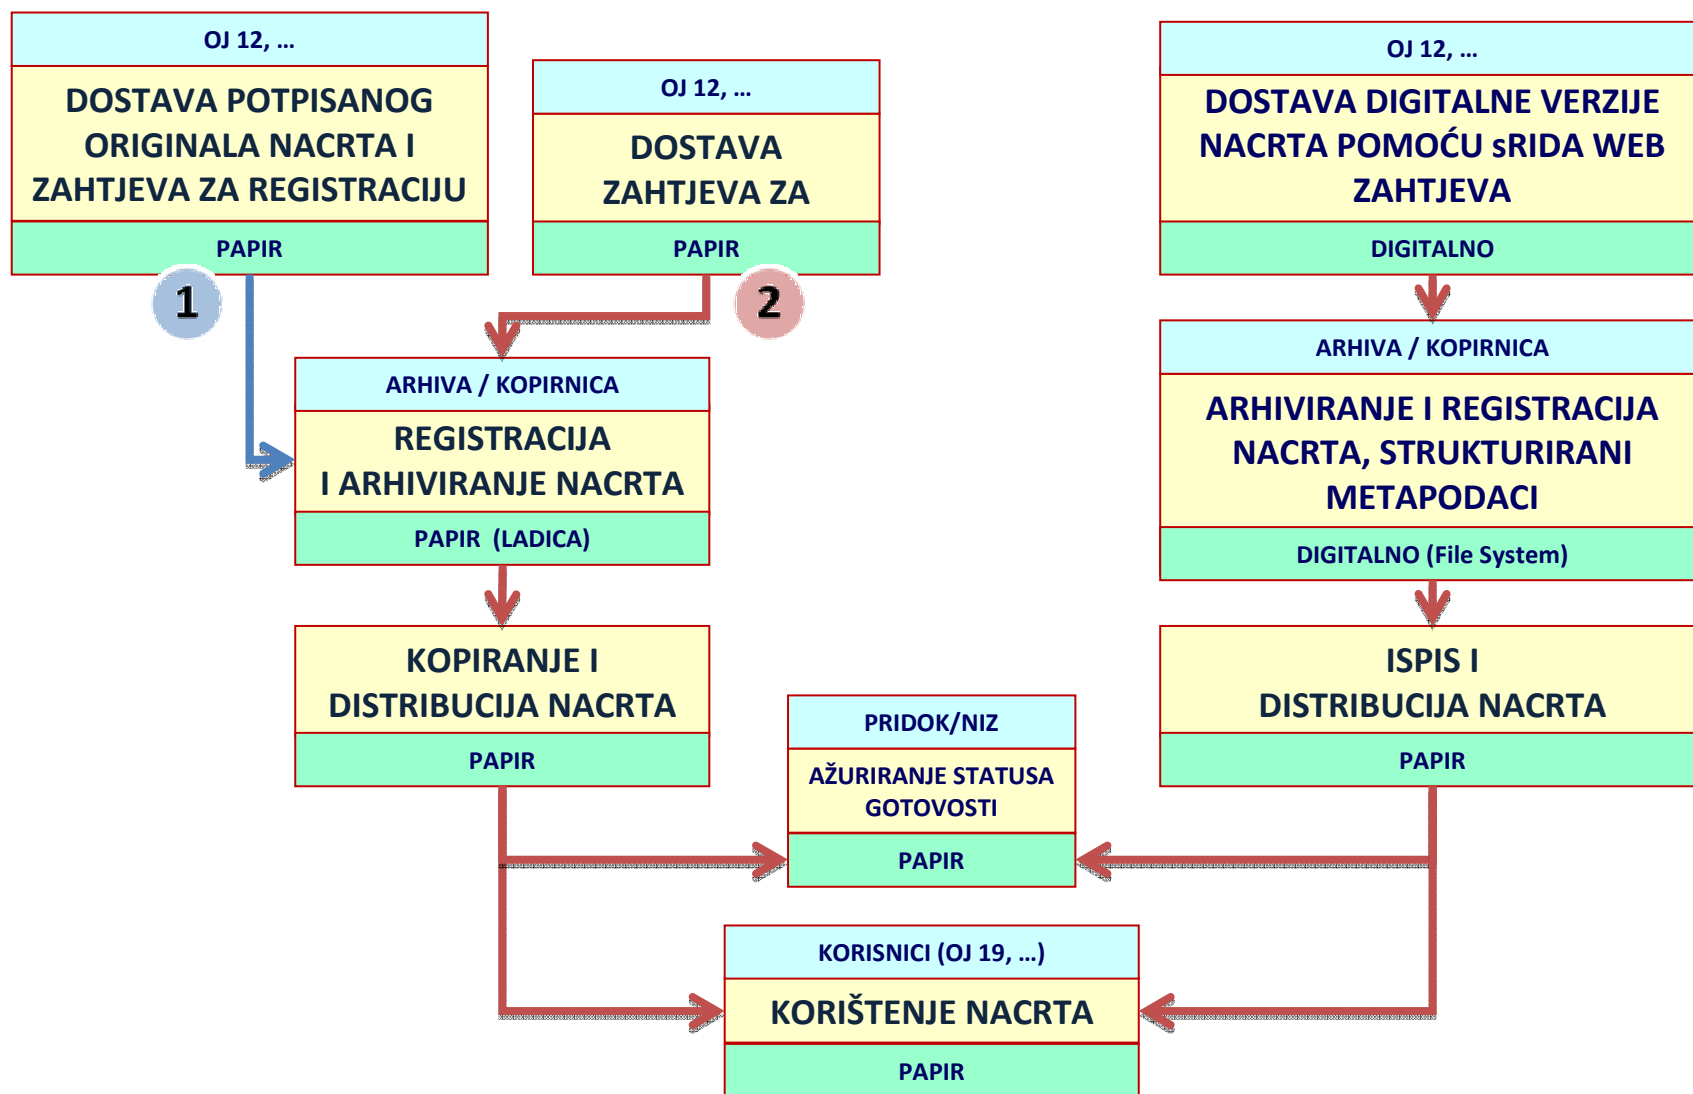 OJ 12, ...
DOSTAVA POTPISANOG
ORIGINALA NACRTA I
ZAHTJEVA ZA REGISTRACIJU
PAPIR
1
OJ 12, ...
DOSTAVA
ZAHTJEVA ZA
PAPIR
2
ARHIVA / KOPIRNICA
REGISTRACIJA
I ARHIVIRANJE NACRTA
PAPIR (LADICA)
KOPIRANJE I
DISTRIBUCIJA NACRTA
PAPIR
OJ 12, ...
DOSTAVA DIGITALNE VERZIJE
NACRTA POMOĆU sRIDA WEB
ZAHTJEVA
DIGITALNO
ARHIVA / KOPIRNICA
ARHIVIRANJE I REGISTRACIJA
NACRTA, STRUKTURIRANI
METAPODACI
DIGITALNO (File System)
ISPIS I
DISTRIBUCIJA NACRTA
PAPIR
PRIDOK/NIZ
AŽURIRANJE STATUSA
GOTOVOSTI
PAPIR
KORISNICI (OJ 19, ...)
KORIŠTENJE NACRTA
PAPIR